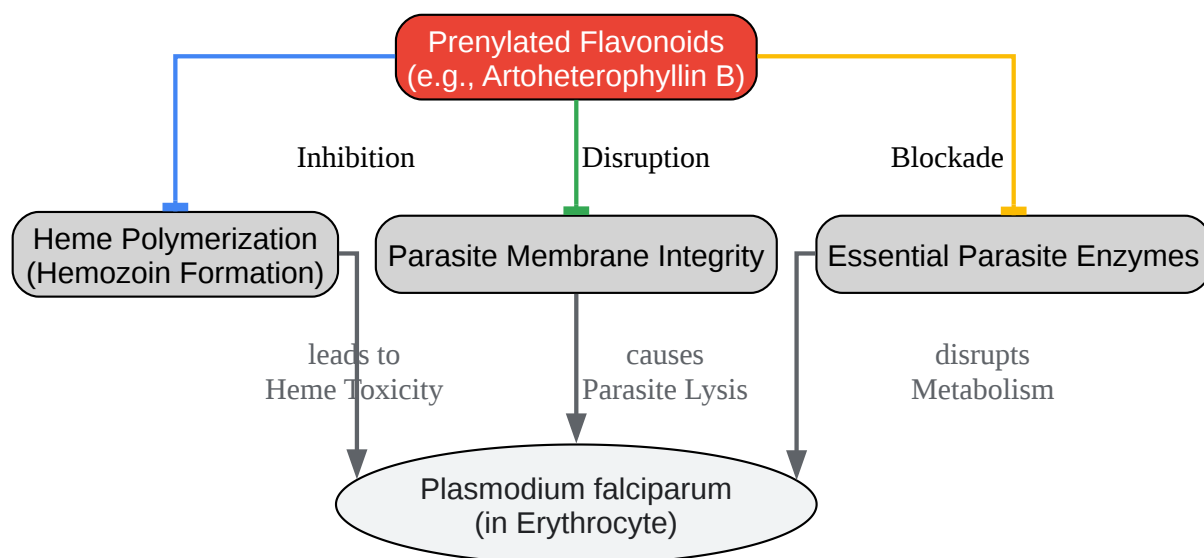 Prenylated Flavonoids
(e.g., Artoheterophyllin B)
Inhibition
Disruption
Blockade
Heme Polymerization
(Hemozoin Formation)
Parasite Membrane Integrity
Essential Parasite Enzymes
leads to
Heme Toxicity
causes
Parasite Lysis
disrupts
Metabolism
Plasmodium falciparum
(in Erythrocyte)